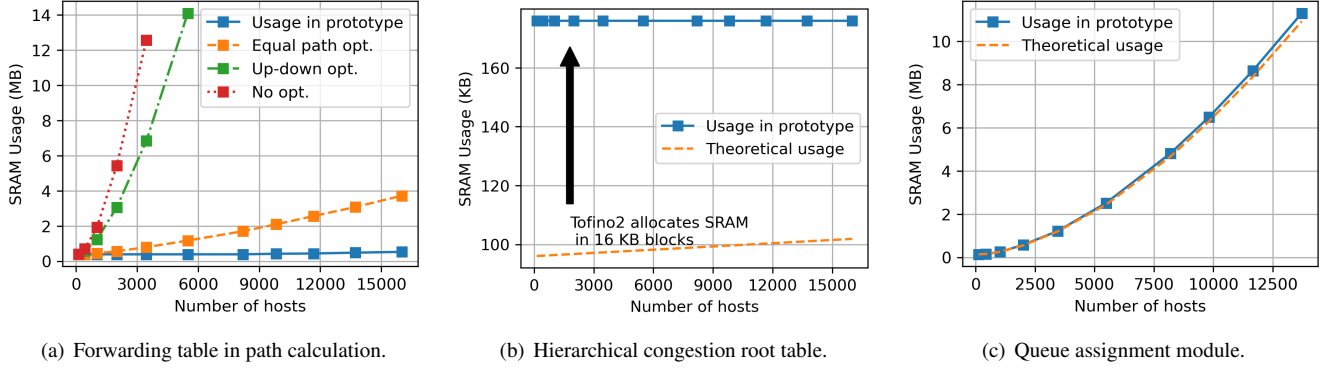 14
12
10
8
6
4
2
0
SRAM Usage (MB)
Usage in prototype
Equal path opt.
Up-down opt.
No opt.
0 3000 6000 9000 12000 15000
Number of hosts
(a) Forwarding table in path calculation.
160
140
120
100
SRAM Usage (KB)
Usage in prototype
Theoretical usage
Tofino2 allocates SRAM
in 16 KB blocks
0 3000 6000 9000 12000 15000
Number of hosts
(b) Hierarchical congestion root table.
10
8
6
4
2
0
SRAM Usage (MB)
Usage in prototype
Theoretical usage
0 2500 5000 7500 10000 12500
Number of hosts
(c) Queue assignment module.